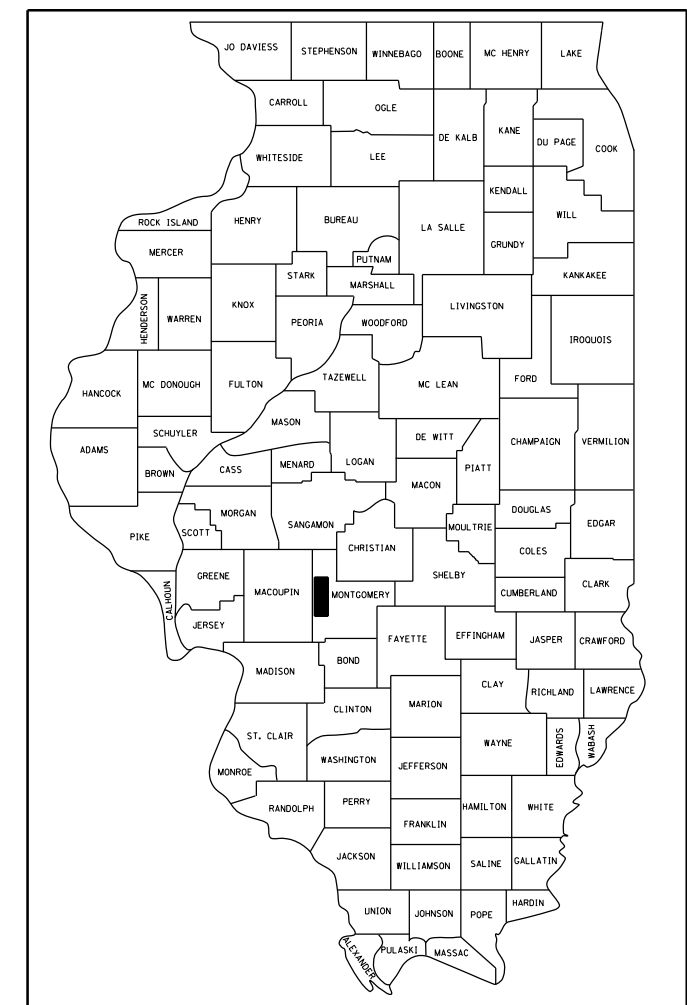 JO DAVIESS
STEPHENSON
WINNEBAGO
BOONE
MC HENRY
LAKE
CARROLL
OGLE
DE KALB
KANE
DU PAGE
COOK
WHITESIDE
LEE
KENDALL
WILL
ROCK ISLAND
HENRY
BUREAU
LA SALLE
GRUNDY
MERCER
PUTNAM
KANKAKEE
STARK
MARSHALL
HENDERSON
WARREN
KNOX
PEORIA
WOODFORD
LIVINGSTON
IROQUOIS
HANCOCK
MC DONOUGH
FULTON
TAZEWELL
MC LEAN
FORD
MASON
ADAMS
SCHUYLER
DE WITT
CHAMPAIGN
VERMILION
BROWN
CASS
MENARD
LOGAN
PIATT
MACON
MORGAN
SANGAMON
DOUGLAS
PIKE
SCOTT
CHRISTIAN
MOULTRIE
EDGAR
COLES
GREENE
MACOUPIN
MONTGOMERY
SHELBY
CUMBERLAND
CLARK
CALHOUN
JERSEY
FAYETTE
EFFINGHAM
JASPER
CRAWFORD
MADISON
BOND
CLAY
RICHLAND
LAWRENCE
CLINTON
MARION
ST. CLAIR
WAYNE
EDWARDS
WABASH
WASHINGTON
JEFFERSON
MONROE
RANDOLPH
PERRY
HAMILTON
WHITE
FRANKLIN
JACKSON
WILLIAMSON
SALINE
GALLATIN
UNION
JOHNSON
POPE
HARDIN
ALEXANDER
PULASKI
MASSAC